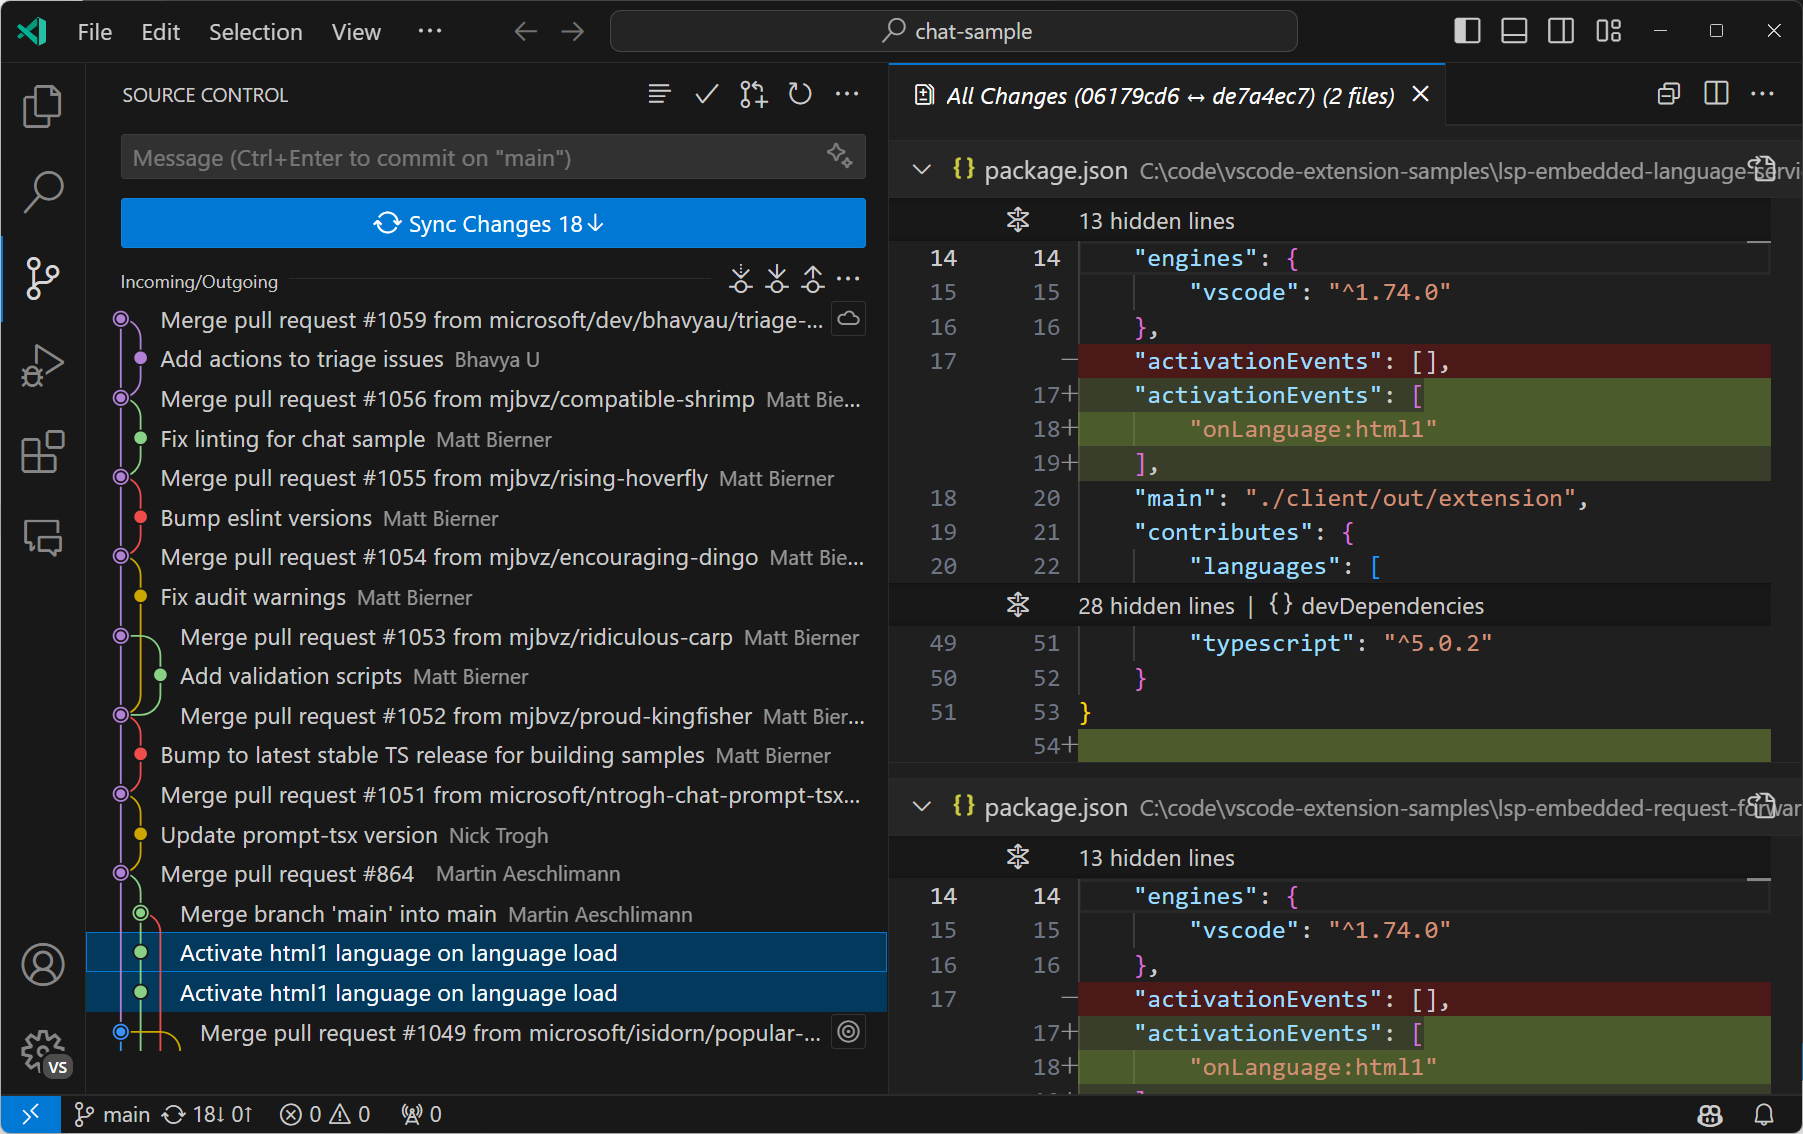 File Edit Selection View ··· chat-sample
SOURCE CONTROL
Message (Ctrl+Enter to commit on "main")
Sync Changes 18↓
Incoming/Outgoing
Merge pull request #1059 from microsoft/dev/bhavyau/triage-...
Add actions to triage issues Bhavya U
Merge pull request #1056 from mjbvz/compatible-shrimp Matt Bie...
Fix linting for chat sample Matt Bierner
Merge pull request #1055 from mjbvz/rising-hoverfly Matt Bierner
Bump eslint versions Matt Bierner
Merge pull request #1054 from mjbvz/encouraging-dingo Matt Bie...
Fix audit warnings Matt Bierner
Merge pull request #1053 from mjbvz/ridiculous-carp Matt Bierner
Add validation scripts Matt Bierner
Merge pull request #1052 from mjbvz/proud-kingfisher Matt Bier...
Bump to latest stable TS release for building samples Matt Bierner
Merge pull request #1051 from microsoft/ntrogh-chat-prompt-tsx...
Update prompt-tsx version Nick Trogh
Merge pull request #864 Martin Aeschlimann
Merge branch 'main' into main Martin Aeschlimann
Activate html1 language on language load
Activate html1 language on language load
Merge pull request #1049 from microsoft/isidorn/popular-...
VS
All Changes (06179cd6 ↔ de7a4ec7) (2 files)
{} package.json C:\code\vscode-extension-samples\lsp-embedded-language-servi
13 hidden lines
14 14 "engines": {
15 15 "vscode": "^1.74.0"
16 16 },
17 — "activationEvents": [],
17+ "activationEvents": [
18+ "onLanguage:html1"
19+ ],
18 20 "main": "./client/out/extension",
19 21 "contributes": {
20 22 "languages": [
28 hidden lines | {} devDependencies
49 51 "typescript": "^5.0.2"
50 52 }
51 53 }
54+
{} package.json C:\code\vscode-extension-samples\lsp-embedded-request-forwar
13 hidden lines
14 14 "engines": {
15 15 "vscode": "^1.74.0"
16 16 },
17 — "activationEvents": [],
17+ "activationEvents": [
18+ "onLanguage:html1"
main 18↓ 0↑ 0 0 0